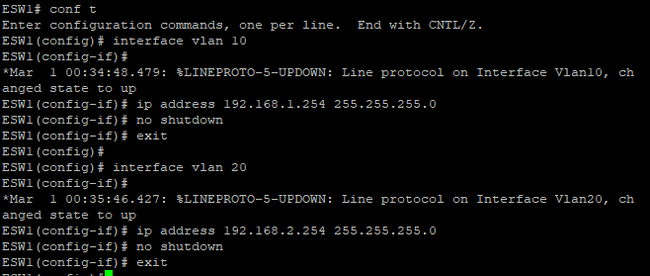 ESW1# conf t
Enter configuration commands, one per line.  End with CNTL/Z.
ESW1(config)# interface vlan 10
ESW1(config-if)#
*Mar  1 00:34:48.479: %LINEPROTO-5-UPDOWN: Line protocol on Interface Vlan10, ch
anged state to up
ESW1(config-if)# ip address 192.168.1.254 255.255.255.0
ESW1(config-if)# no shutdown
ESW1(config-if)# exit
ESW1(config)#
ESW1(config)# interface vlan 20
ESW1(config-if)#
*Mar  1 00:35:46.427: %LINEPROTO-5-UPDOWN: Line protocol on Interface Vlan20, ch
anged state to up
ESW1(config-if)# ip address 192.168.2.254 255.255.255.0
ESW1(config-if)# no shutdown
ESW1(config-if)# exit
ESW1(config)#